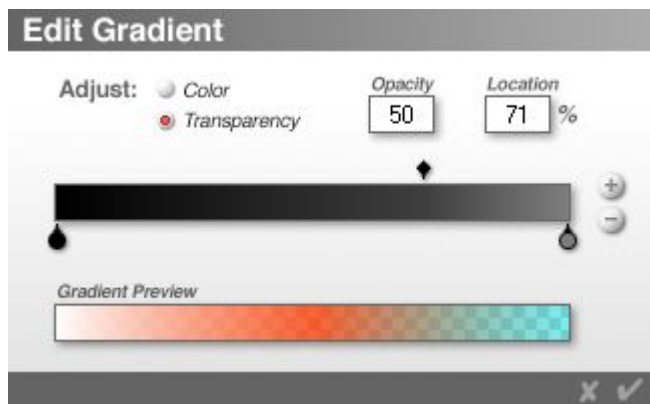 Edit Gradient
Adjust: Color Opacity Location
Transparency 50 71 %
Gradient Preview